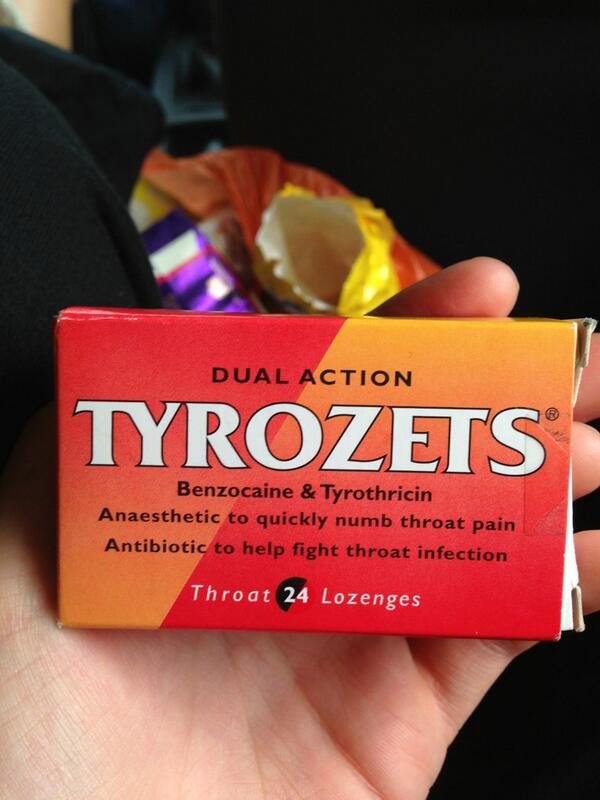 DUAL ACTION
TYROZETS®
Benzocaine & Tyrothricin
Anaesthetic to quickly numb throat pain
Antibiotic to help fight throat infection
Throat 24 Lozenges